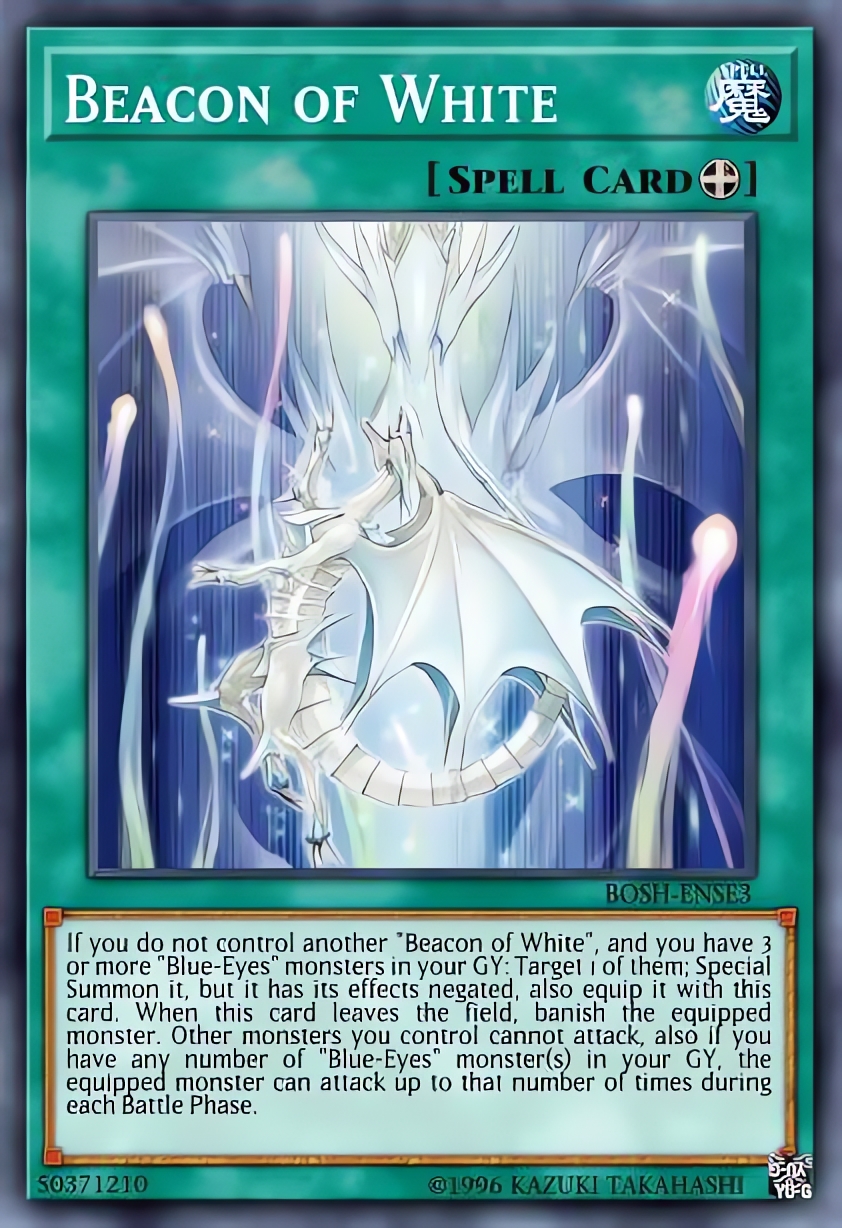 BEACON OF WHITE
魔
[SPELL CARD]
BOSH-ENSE3
If you do not control another "Beacon of White", and you have 3
or more "Blue-Eyes" monsters in your GY: Target 1 of them; Special
Summon it, but it has its effects negated, also equip it with this
card. When this card leaves the field, banish the equipped
monster. Other monsters you control cannot attack, also if you
have any number of "Blue-Eyes" monster(s) in your GY, the
equipped monster can attack up to that number of times during
each Battle Phase.
50371210
©1996 KAZUKI TAKAHASHI